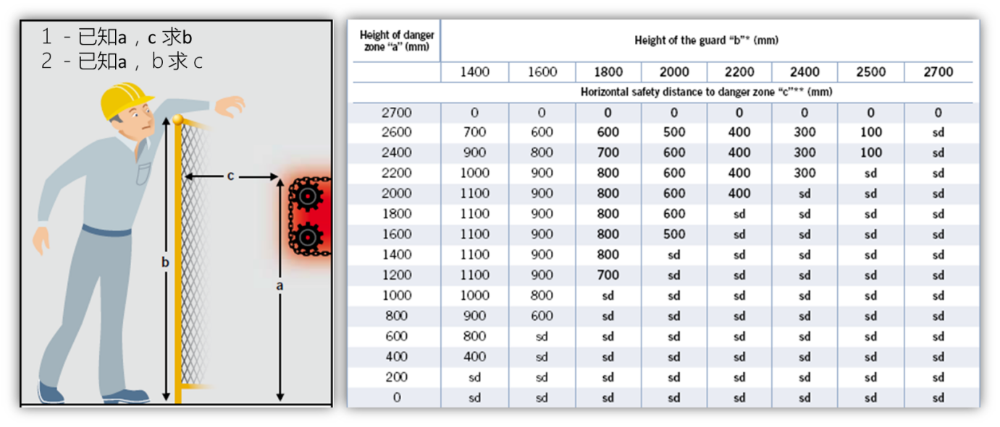 1 - 已知a，c 求b
2 - 已知a， b 求 c
c
b
a
Height of danger zone “a” (mm)
Height of the guard “b”* (mm)
1400 1600 1800 2000 2200 2400 2500 2700
Horizontal safety distance to danger zone “c”** (mm)
2700 0 0 0 0 0 0 0 0
2600 700 600 600 500 400 300 100 sd
2400 900 800 700 600 400 300 100 sd
2200 1000 900 800 600 400 300 sd sd
2000 1100 900 800 600 400 sd sd sd
1800 1100 900 800 600 sd sd sd sd
1600 1100 900 800 500 sd sd sd sd
1400 1100 900 800 sd sd sd sd sd
1200 1100 900 700 sd sd sd sd sd
1000 1000 800 sd sd sd sd sd sd
800 900 600 sd sd sd sd sd sd
600 800 sd sd sd sd sd sd sd
400 400 sd sd sd sd sd sd sd
200 sd sd sd sd sd sd sd sd
0 sd sd sd sd sd sd sd sd